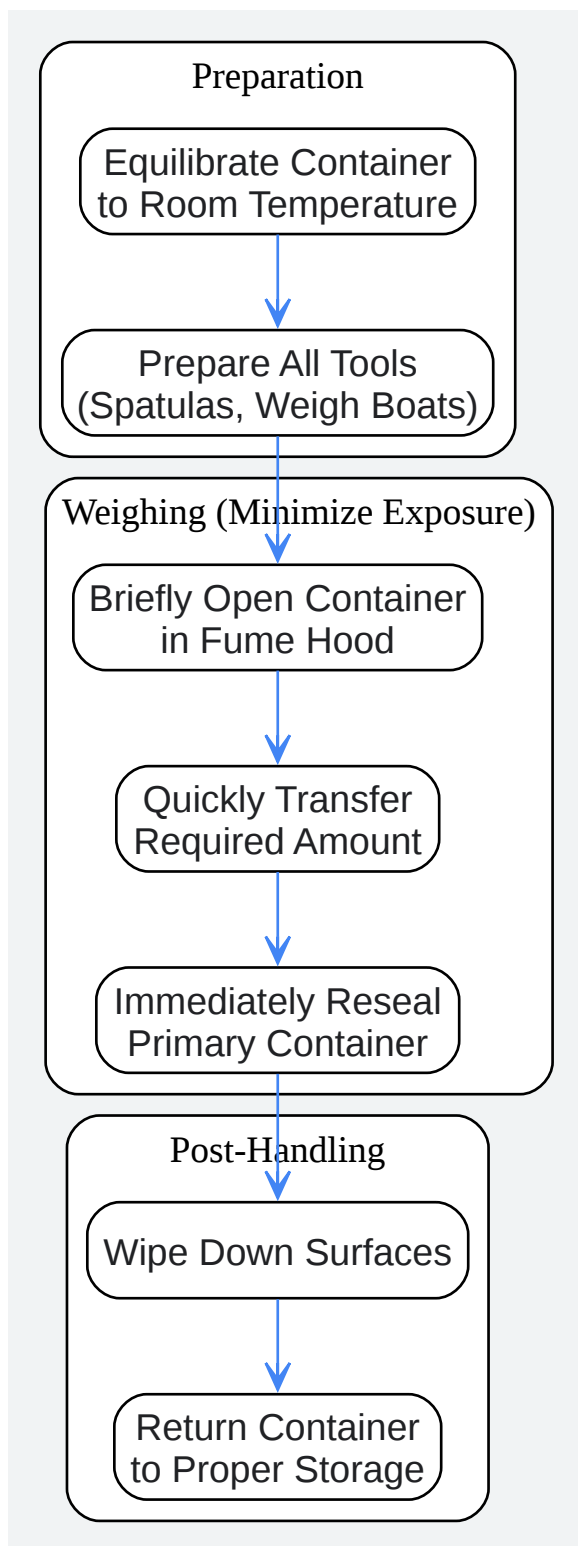 Preparation
Equilibrate Container
to Room Temperature
Prepare All Tools
(Spatulas, Weigh Boats)
Weighing (Minimize Exposure)
Briefly Open Container
in Fume Hood
Quickly Transfer
Required Amount
Immediately Reseal
Primary Container
Post-Handling
Wipe Down Surfaces
Return Container
to Proper Storage